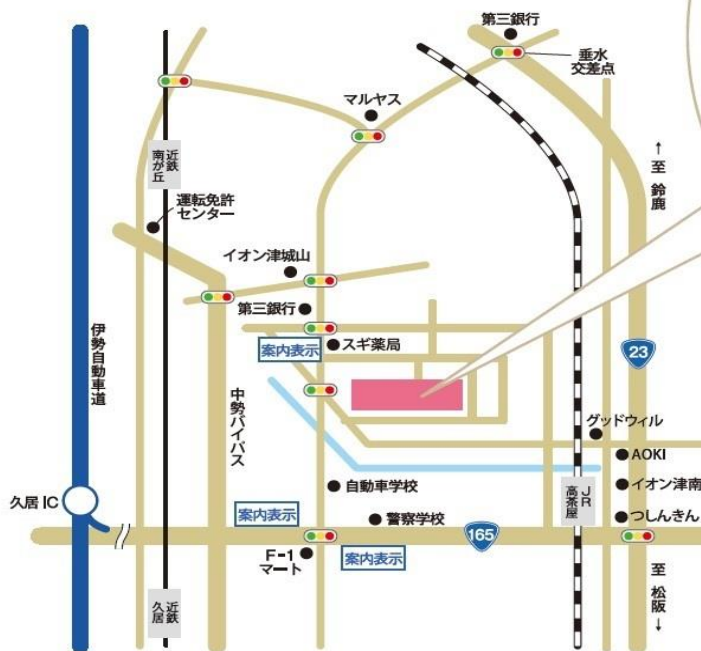 第三銀行
垂水
交差点
マルヤス
近鉄
南が丘
↑至 鈴鹿
運転免許
センター
イオン津城山
第三銀行
案内表示
スギ薬局
23
伊勢自動車道
中勢バイパス
グッドウィル
AOKI
自動車学校
イオン津南
JR
高茶屋
久居 IC
案内表示
警察学校
つしんきん
165
F-1
マート
案内表示
近鉄
久居
至 松阪↓